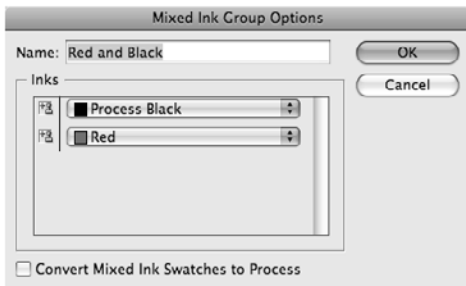 Mixed Ink Group Options
Name: Red and Black
OK
Inks
Cancel
Process Black
Red
Convert Mixed Ink Swatches to Process